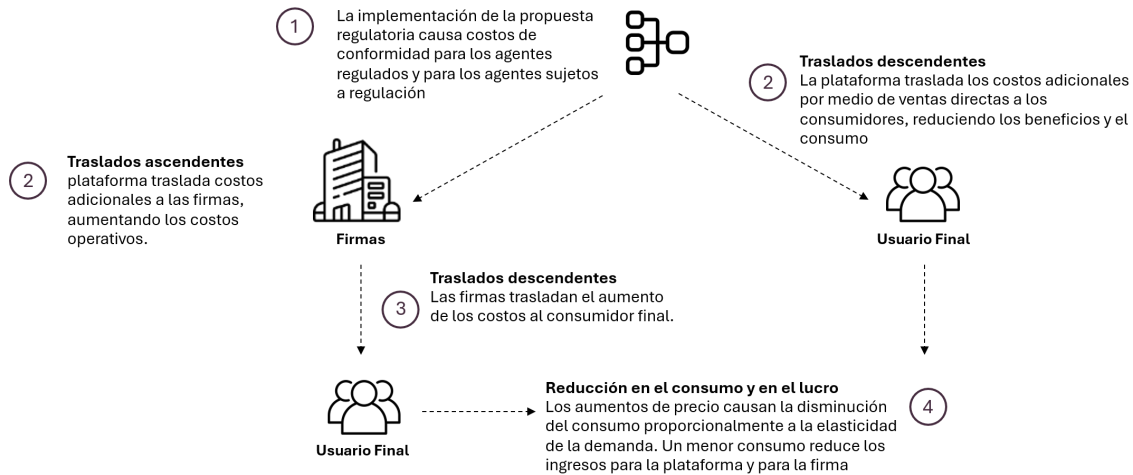 1
La implementación de la propuesta
regulatoria causa costos de
conformidad para los agentes
regulados y para los agentes sujetos
a regulación
2
Traslados descendentes
La plataforma traslada los costos adicionales
por medio de ventas directas a los
consumidores, reduciendo los beneficios y el
consumo
2
Traslados ascendentes
plataforma traslada costos
adicionales a las firmas,
aumentando los costos
operativos.
Firmas
Usuario Final
3
Traslados descendentes
Las firmas trasladan el aumento
de los costos al consumidor final.
Usuario Final
Reducción en el consumo y en el lucro
Los aumentos de precio causan la disminución
del consumo proporcionalmente a la elasticidad
de la demanda. Un menor consumo reduce los
ingresos para la plataforma y para la firma
4